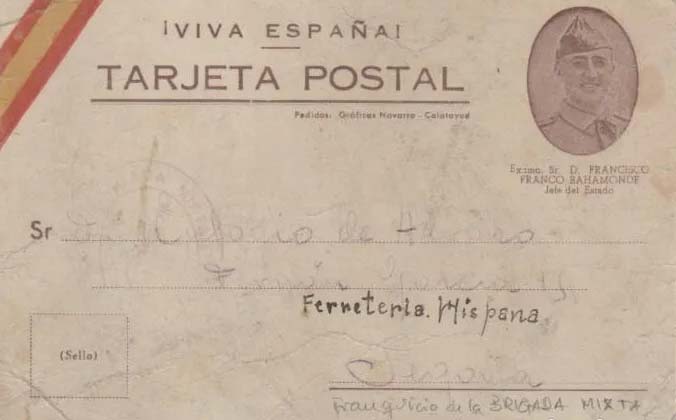 ¡VIVA ESPAÑA!
TARJETA POSTAL
Pedidos: Gráficas Navarro - Calatayud
Excmo. Sr. D. FRANCISCO
FRANCO BAHAMONDE
Jefe del Estado
Sr de
Ferretería. Hispana
(Sello)
Franquicia de la BRIGADA MIXTA